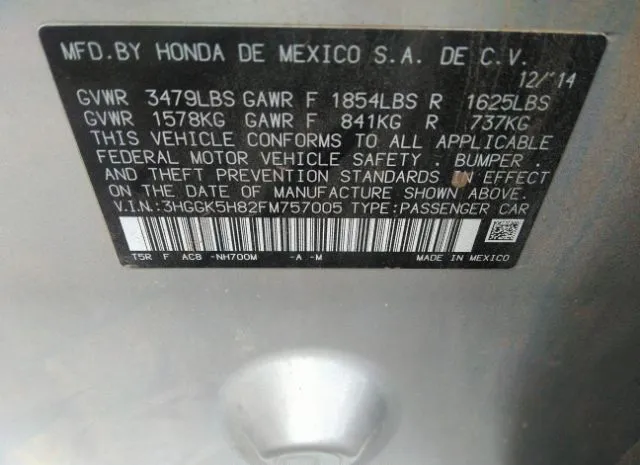 MFD.BY HONDA DE MEXICO S.A. DE C.V.
12/'14
GVWR 3479LBS GAWR F 1854LBS R 1625LBS
GVWR 1578KG GAWR F 841KG R 737KG
THIS VEHICLE CONFORMS TO ALL APPLICABLE
FEDERAL MOTOR VEHICLE SAFETY . BUMPER .
AND THEFT PREVENTION STANDARDS IN EFFECT
ON THE DATE OF MANUFACTURE SHOWN ABOVE.
V.I.N.:3HGGK5H82FM757005 TYPE:PASSENGER CAR
T5R F AC8 -NH700M -A -M MADE IN MEXICO